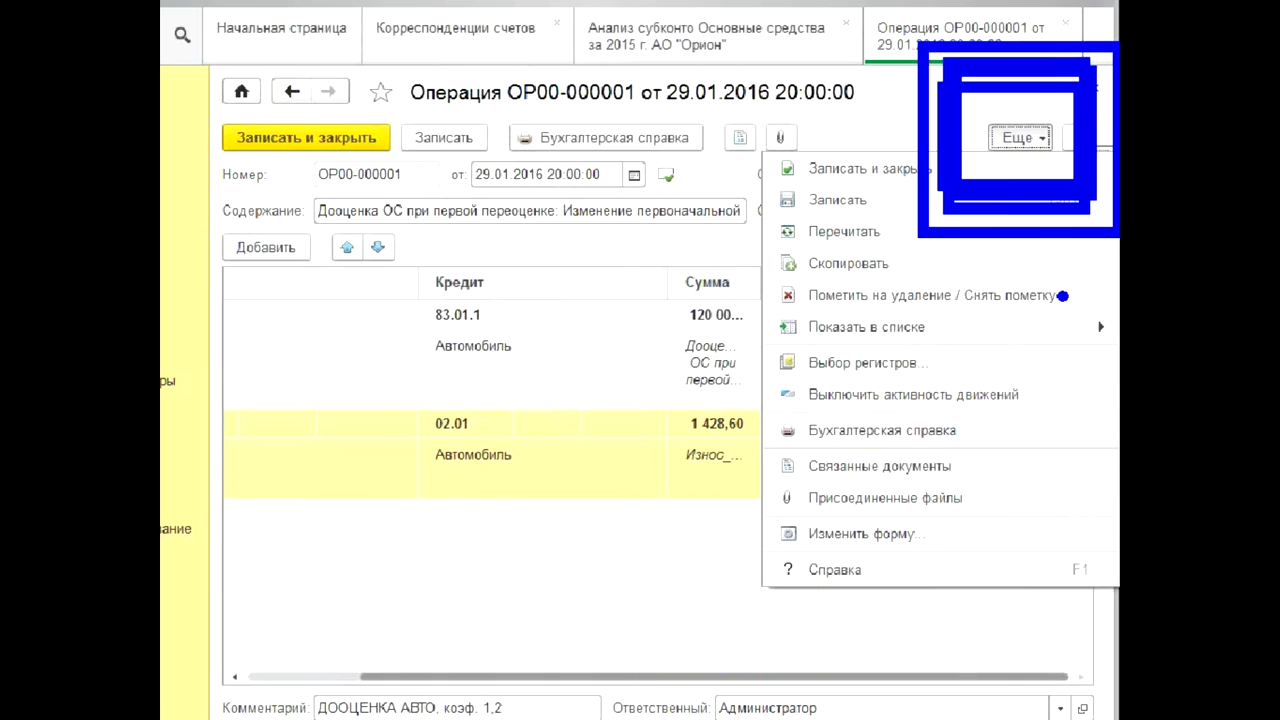 Начальная страница
Корреспонденции счетов
Анализ субконто Основные средства
за 2015 г. АО "Орион"
Операция ОР00-000001 от
29.01.2016
Операция ОР00-000001 от 29.01.2016 20:00:00
Записать и закрыть
Записать
Бухгалтерская справка
Еще
Номер:
ОР00-000001
от:
29.01.2016 20:00:00
Содержание:
Дооценка ОС при первой переоценке: Изменение первоначальной
Добавить
Кредит
Сумма
83.01.1
120 00...
Автомобиль
Дооце...
ОС при
первой...
02.01
1 428,60
Автомобиль
Износ_...
Записать и закрыть
Записать
Перечитать
Скопировать
Пометить на удаление / Снять пометку
Показать в списке
Выбор регистров...
Выключить активность движений
Бухгалтерская справка
Связанные документы
Присоединенные файлы
Изменить форму...
Справка
F1
ры
вание
Комментарий:
ДООЦЕНКА АВТО, коэф. 1,2
Ответственный:
Администратор